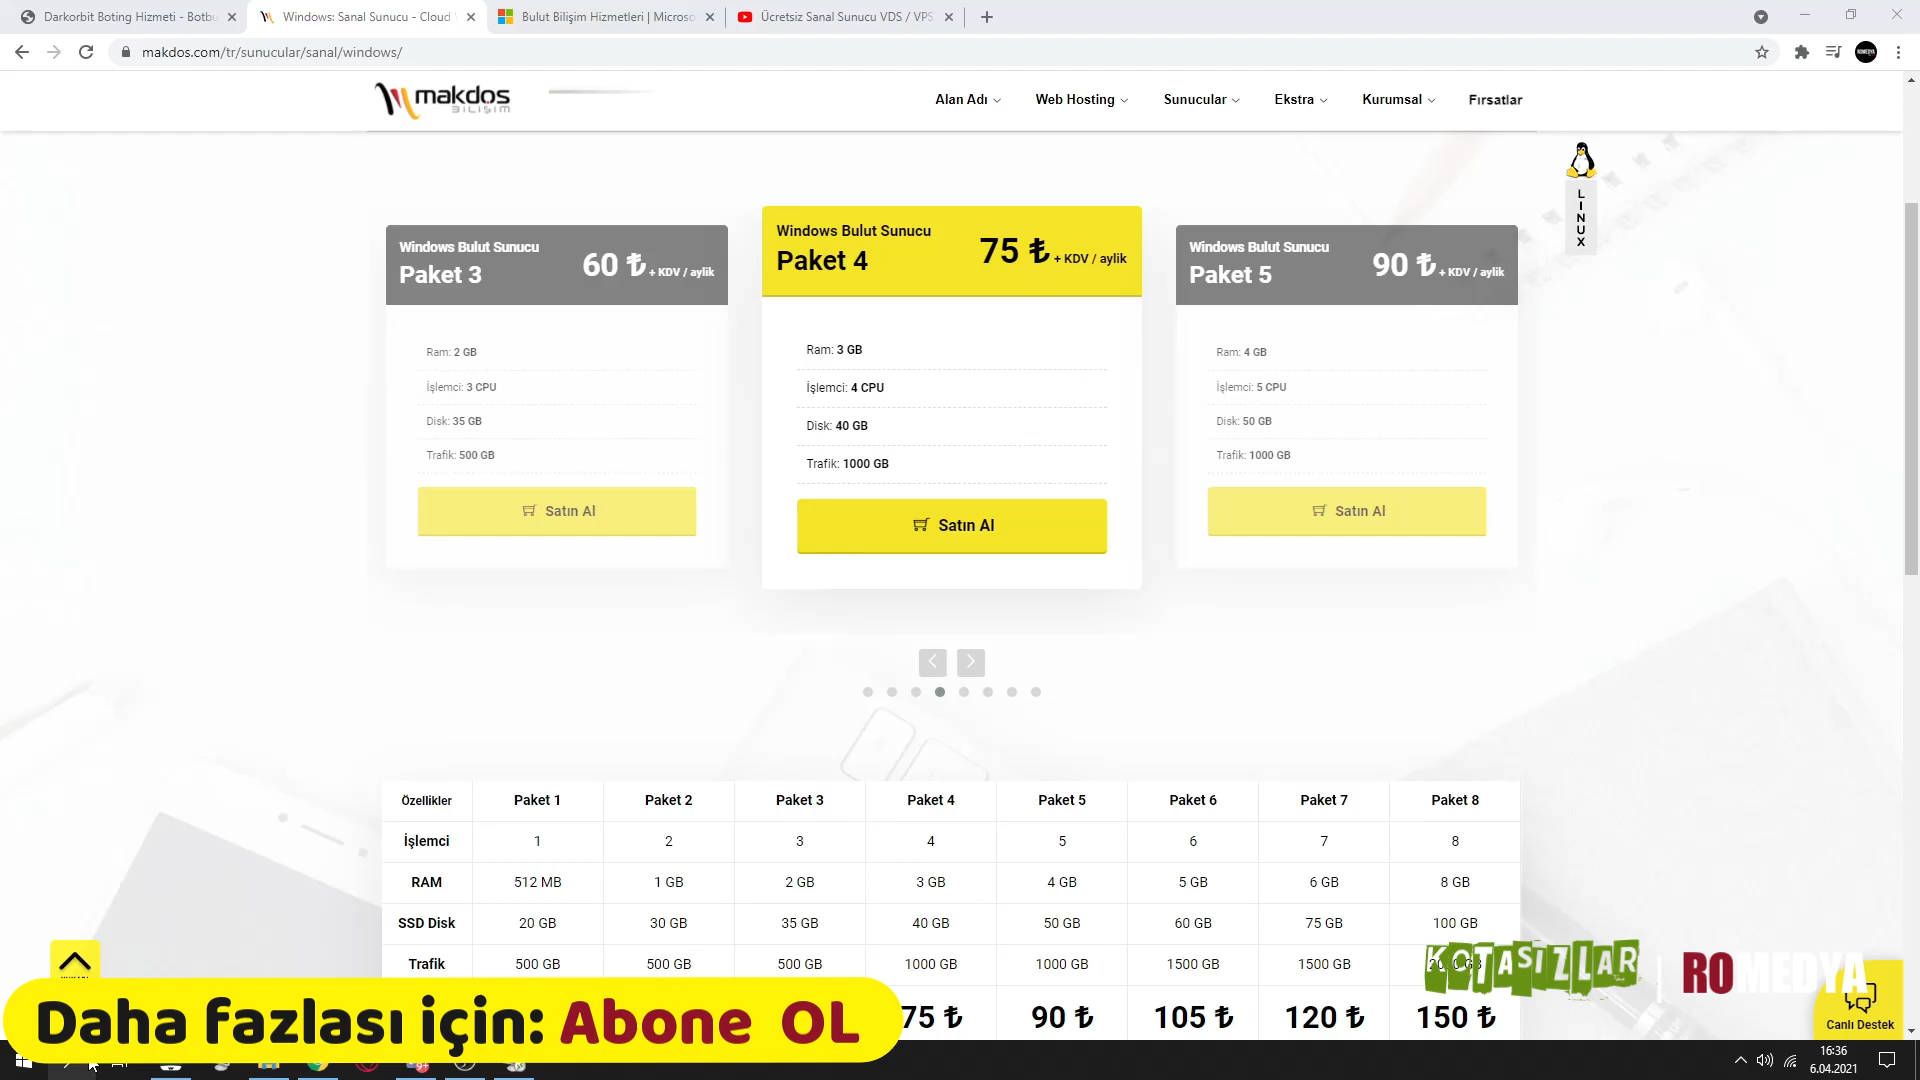 Darkorbit Boting Hizmeti - Botbu
Windows: Sanal Sunucu - Cloud
Bulut Bilişim Hizmetleri | Microso
Ücretsiz Sanal Sunucu VDS / VPS
makdos.com/tr/sunucular/sanal/windows/
makdos
BİLİŞİM
Alan Adı
Web Hosting
Sunucular
Ekstra
Kurumsal
Fırsatlar
LINUX
Windows Bulut Sunucu
Paket 3
60 ₺ + KDV / aylik
Ram: 2 GB
İşlemci: 3 CPU
Disk: 35 GB
Trafik: 500 GB
Satın Al
Windows Bulut Sunucu
Paket 4
75 ₺ + KDV / aylik
Ram: 3 GB
İşlemci: 4 CPU
Disk: 40 GB
Trafik: 1000 GB
Satın Al
Windows Bulut Sunucu
Paket 5
90 ₺ + KDV / aylik
Ram: 4 GB
İşlemci: 5 CPU
Disk: 50 GB
Trafik: 1000 GB
Satın Al
Özellikler Paket 1 Paket 2 Paket 3 Paket 4 Paket 5 Paket 6 Paket 7 Paket 8
İşlemci 1 2 3 4 5 6 7 8
RAM 512 MB 1 GB 2 GB 3 GB 4 GB 5 GB 6 GB 8 GB
SSD Disk 20 GB 30 GB 35 GB 40 GB 50 GB 60 GB 75 GB 100 GB
Trafik 500 GB 500 GB 500 GB 1000 GB 1000 GB 1500 GB 1500 GB
75 ₺ 90 ₺ 105 ₺ 120 ₺ 150 ₺
KOTASIZLAR | ROMEDYA
Canlı Destek
Daha fazlası için: Abone OL
16:36
6.04.2021